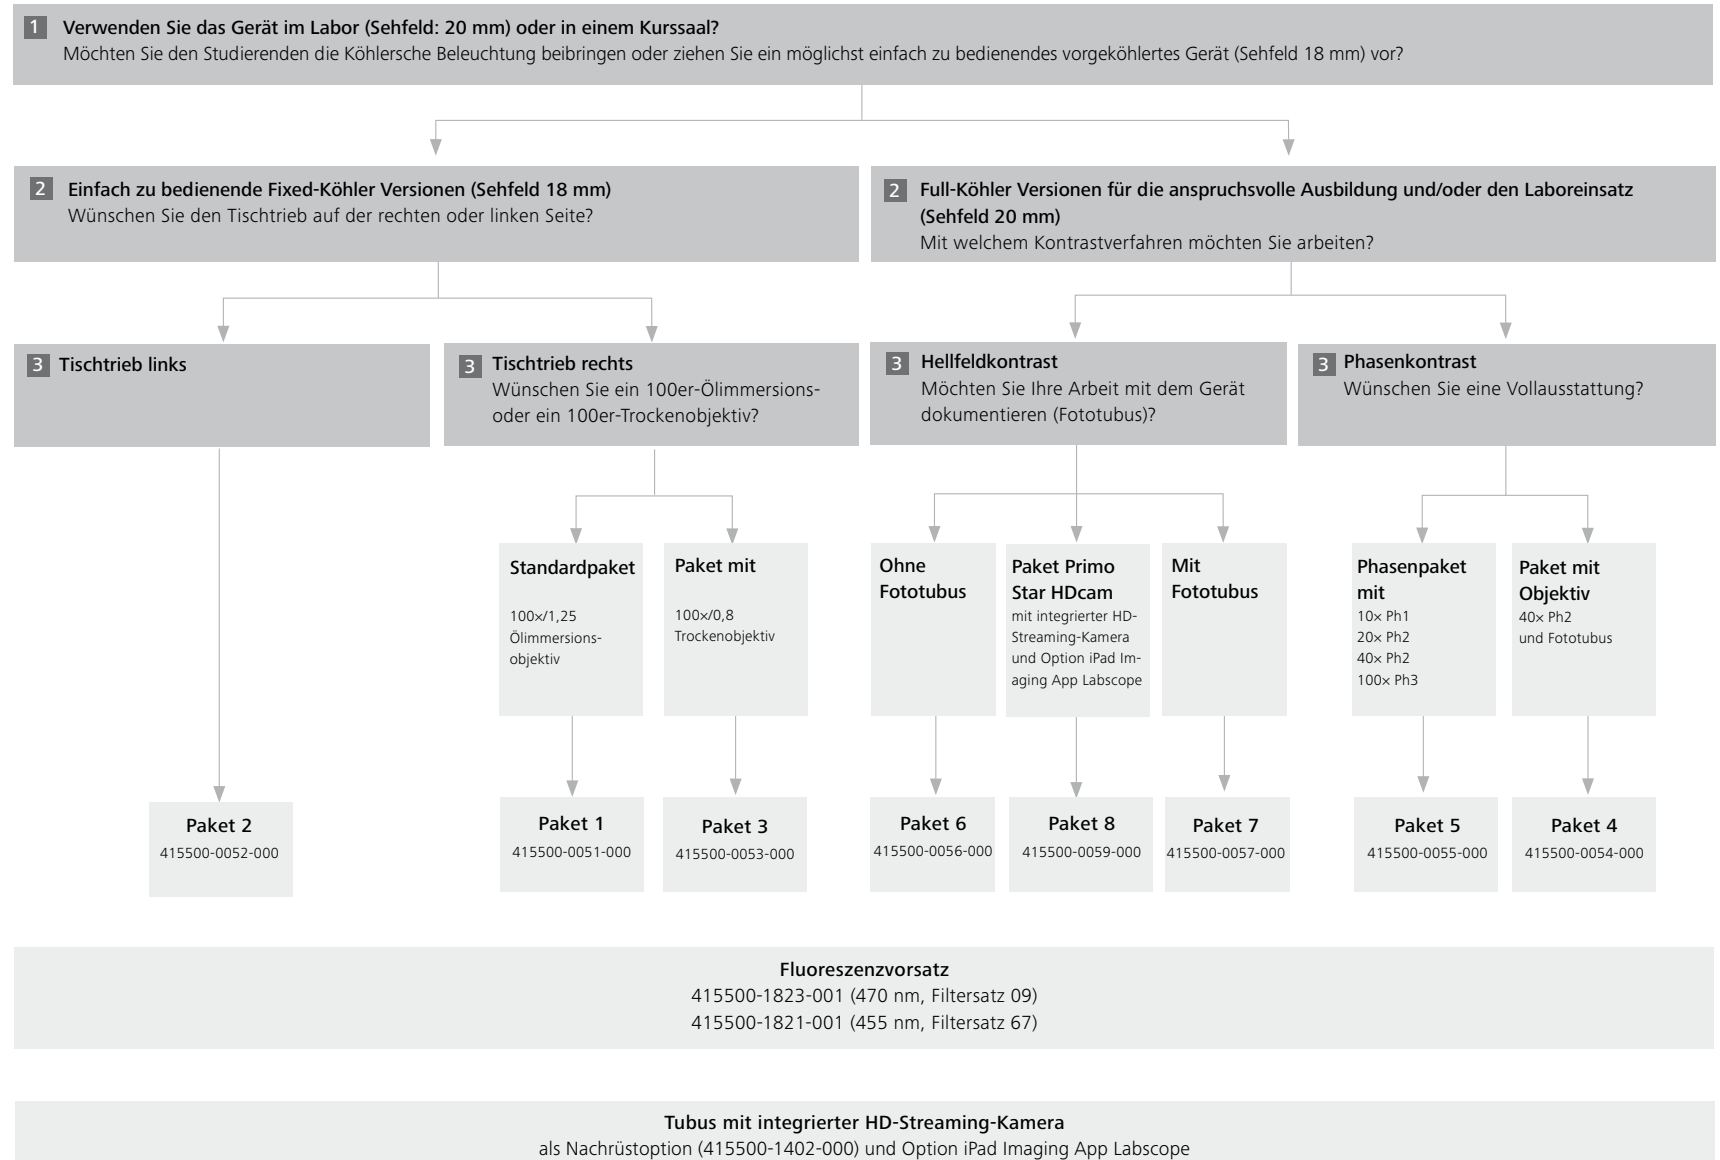 1 Verwenden Sie das Gerät im Labor (Sehfeld: 20 mm) oder in einem Kurssaal?
Möchten Sie den Studierenden die Köhlersche Beleuchtung beibringen oder ziehen Sie ein möglichst einfach zu bedienendes vorgeköhlertes Gerät (Sehfeld 18 mm) vor?
2 Einfach zu bedienende Fixed-Köhler Versionen (Sehfeld 18 mm)
Wünschen Sie den Tischtrieb auf der rechten oder linken Seite?
2 Full-Köhler Versionen für die anspruchsvolle Ausbildung und/oder den Laboreinsatz
(Sehfeld 20 mm)
Mit welchem Kontrastverfahren möchten Sie arbeiten?
3 Tischtrieb links
3 Tischtrieb rechts
Wünschen Sie ein 100er-Ölimmersions-
oder ein 100er-Trockenobjektiv?
3 Hellfeldkontrast
Möchten Sie Ihre Arbeit mit dem Gerät
dokumentieren (Fototubus)?
3 Phasenkontrast
Wünschen Sie eine Vollausstattung?
Standardpaket
100×/1,25
Ölimmersions-
objektiv
Paket mit
100×/0,8
Trockenobjektiv
Ohne
Fototubus
Paket Primo
Star HDcam
mit integrierter HD-
Streaming-Kamera
und Option iPad Im-
aging App Labscope
Mit
Fototubus
Phasenpaket
mit
10× Ph1
20× Ph2
40× Ph2
100× Ph3
Paket mit
Objektiv
40× Ph2
und Fototubus
Paket 2
415500-0052-000
Paket 1
415500-0051-000
Paket 3
415500-0053-000
Paket 6
415500-0056-000
Paket 8
415500-0059-000
Paket 7
415500-0057-000
Paket 5
415500-0055-000
Paket 4
415500-0054-000
Fluoreszenzvorsatz
415500-1823-001 (470 nm, Filtersatz 09)
415500-1821-001 (455 nm, Filtersatz 67)
Tubus mit integrierter HD-Streaming-Kamera
als Nachrüstoption (415500-1402-000) und Option iPad Imaging App Labscope